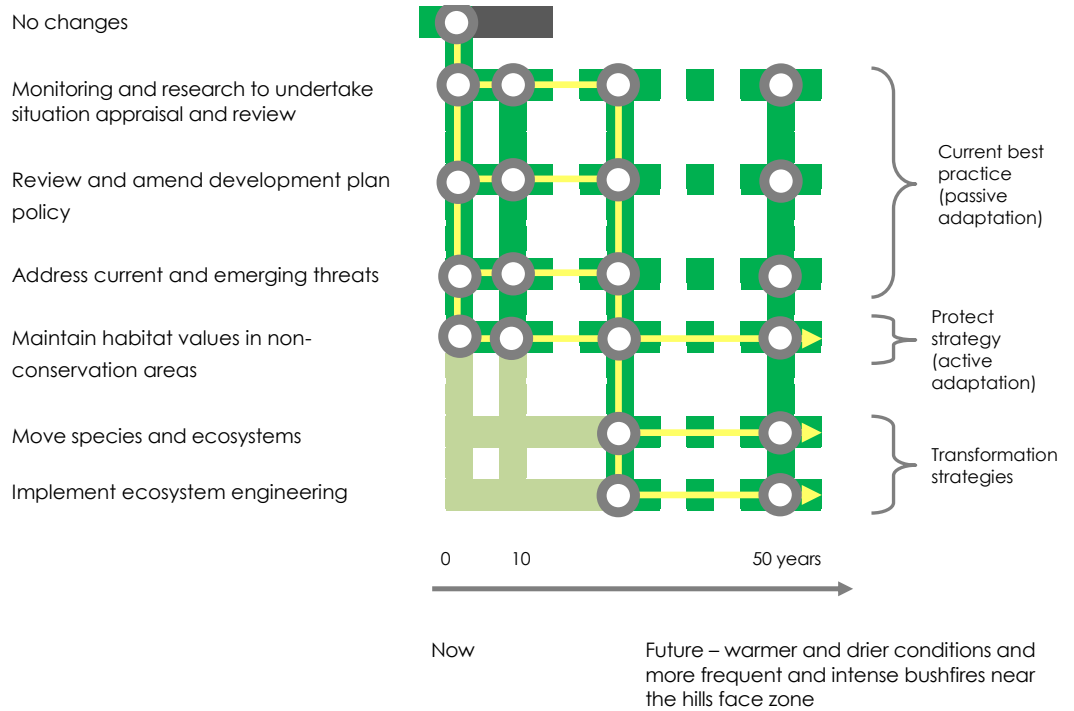 No changes
Monitoring and research to undertake
situation appraisal and review
Review and amend development plan
policy
Address current and emerging threats
Maintain habitat values in non-
conservation areas
Move species and ecosystems
Implement ecosystem engineering
Current best
practice
(passive
adaptation)
Protect
strategy
(active
adaptation)
Transformation
strategies
0
10
50 years
Now
Future – warmer and drier conditions and
more frequent and intense bushfires near
the hills face zone